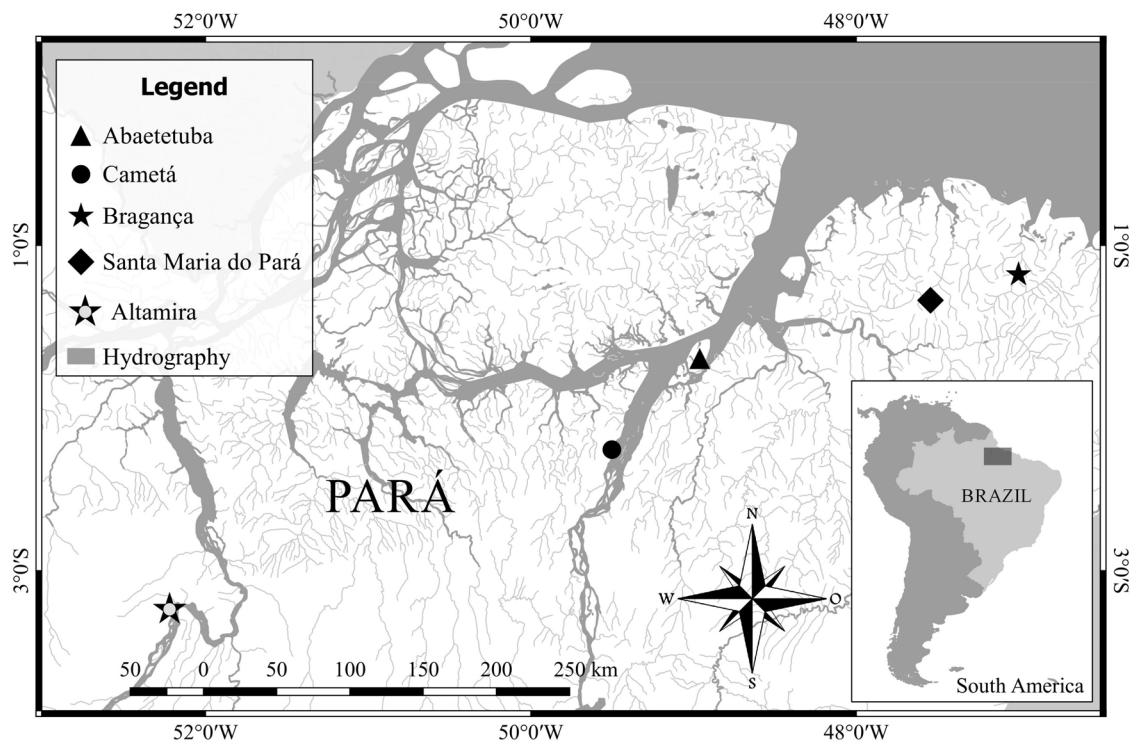 52°0'W 50°0'W 48°0'W
Legend
Abaetetuba
Cametá
Bragança
Santa Maria do Pará
Altamira
Hydrography
1°0'S
1°0'S
PARÁ
BRAZIL
South America
N
W
O
S
3°0'S
3°0'S
50 0 50 100 150 200 250 km
52°0'W 50°0'W 48°0'W